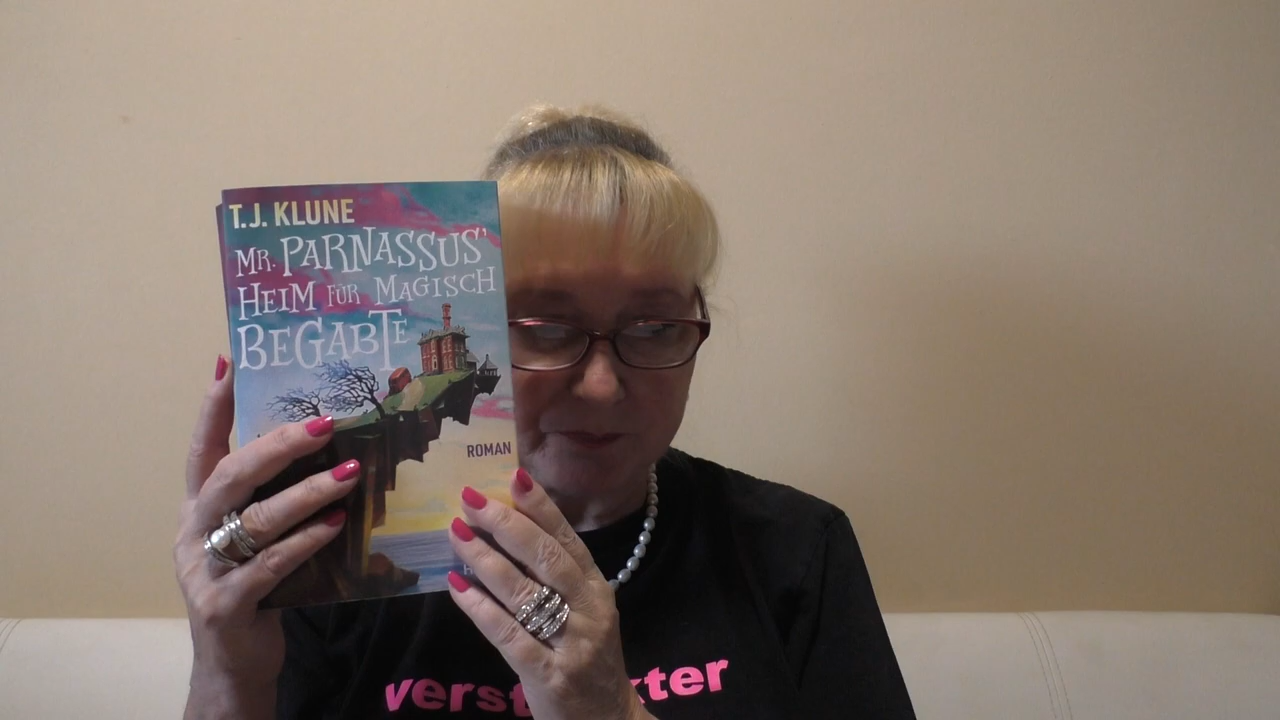 T.J. KLUNE
MR. PARNASSUS'
HEIM FÜR MAGISCH
BEGABTE
ROMAN